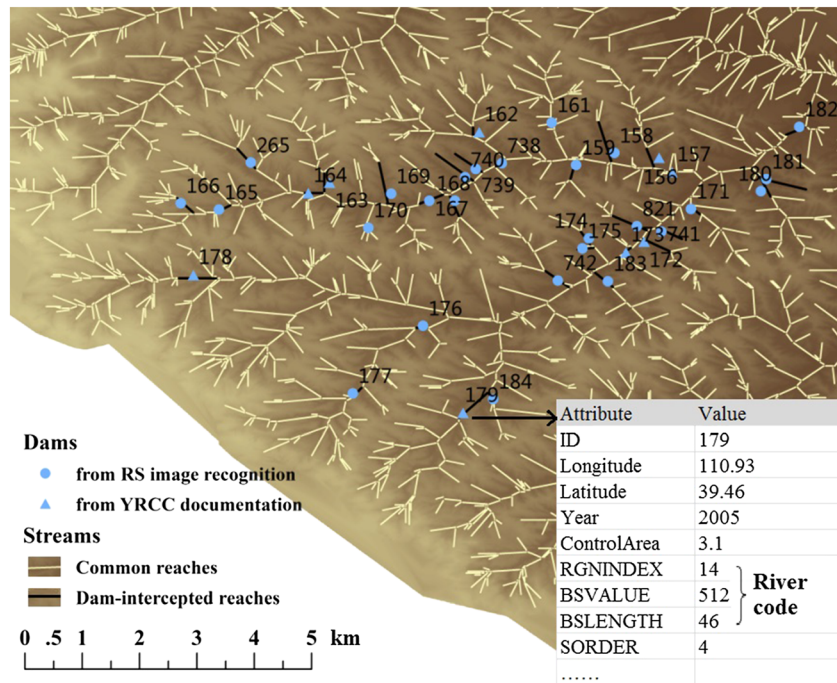 182
161
162
158
738
159
157
265
740
181
164
169
156
180
168
739
166
165
163
171
170
167
821
174
175
173
741
742
183
172
178
176
177
179
184
Attribute Value
ID 179
Longitude 110.93
Latitude 39.46
Year 2005
ControlArea 3.1
RGNINDEX 14
BSVALUE 512
BSLENGTH 46
River
code
SORDER 4
......
Dams
from RS image recognition
from YRCC documentation
Streams
Common reaches
Dam-intercepted reaches
0 .5 1 2 3 4 5 km